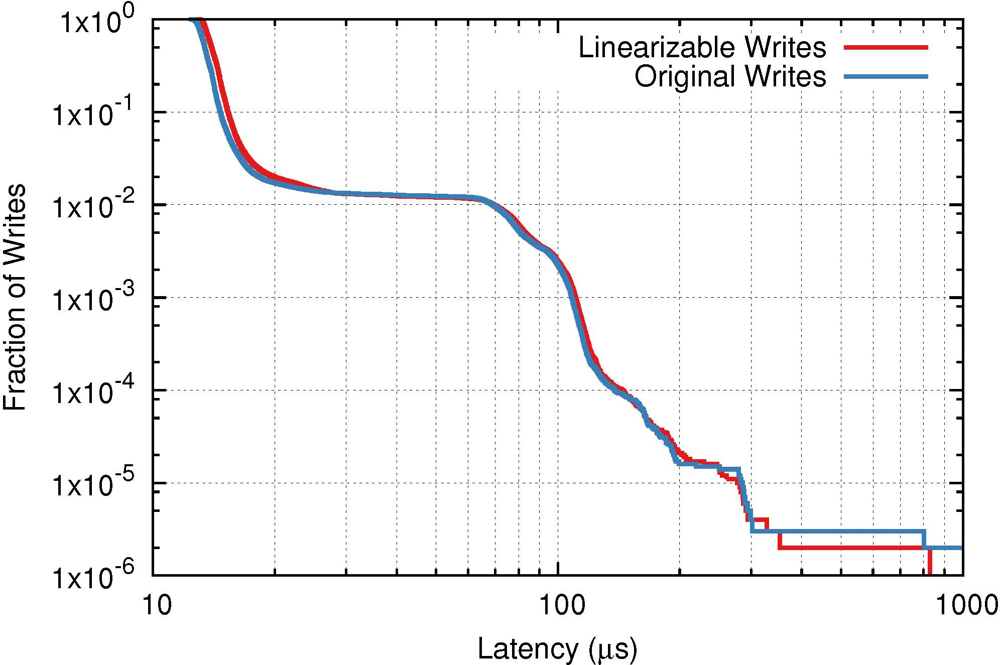 1x10^0
1x10^-1
1x10^-2
1x10^-3
1x10^-4
1x10^-5
1x10^-6
Fraction of Writes
Linearizable Writes
Original Writes
10 100 1000
Latency (μs)